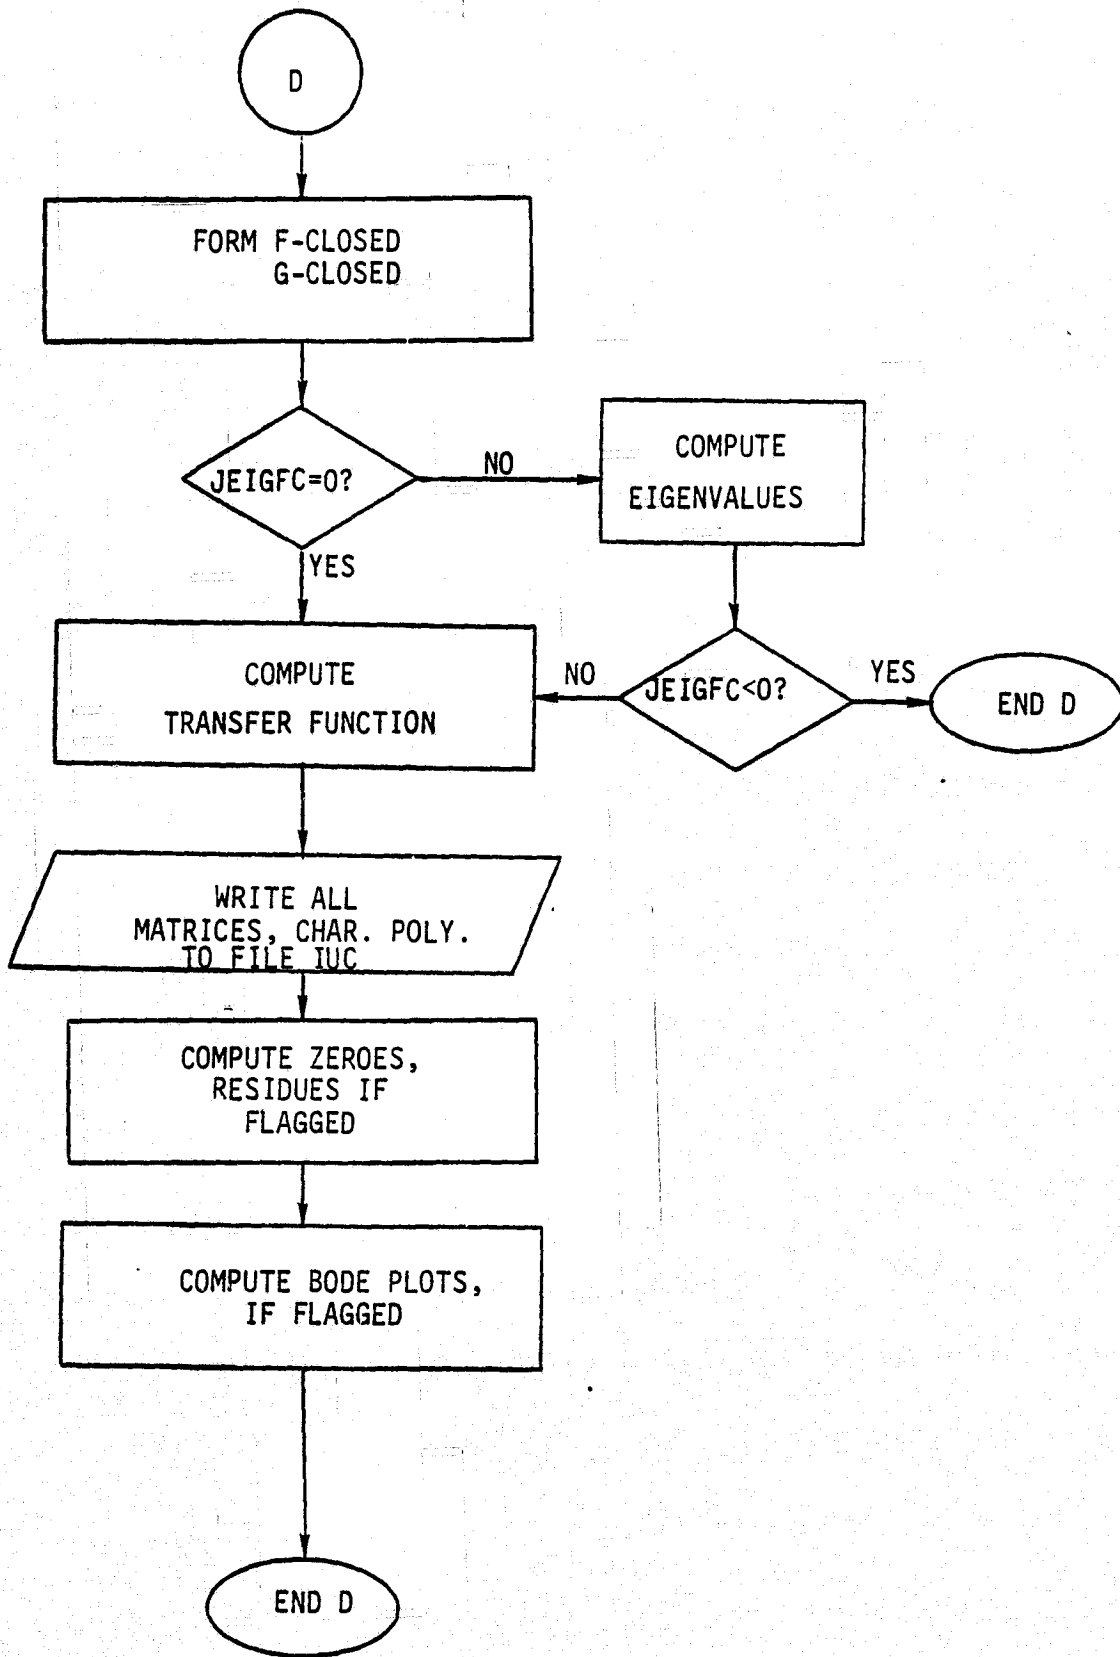 D
FORM F-CLOSED
G-CLOSED
JEIGFC=0?
NO
COMPUTE
EIGENVALUES
YES
COMPUTE
TRANSFER FUNCTION
NO
JEIGFC<0?
YES
END D
WRITE ALL
MATRICES, CHAR. POLY.
TO FILE IUC
COMPUTE ZEROES,
RESIDUES IF
FLAGGED
COMPUTE BODE PLOTS,
IF FLAGGED
END D